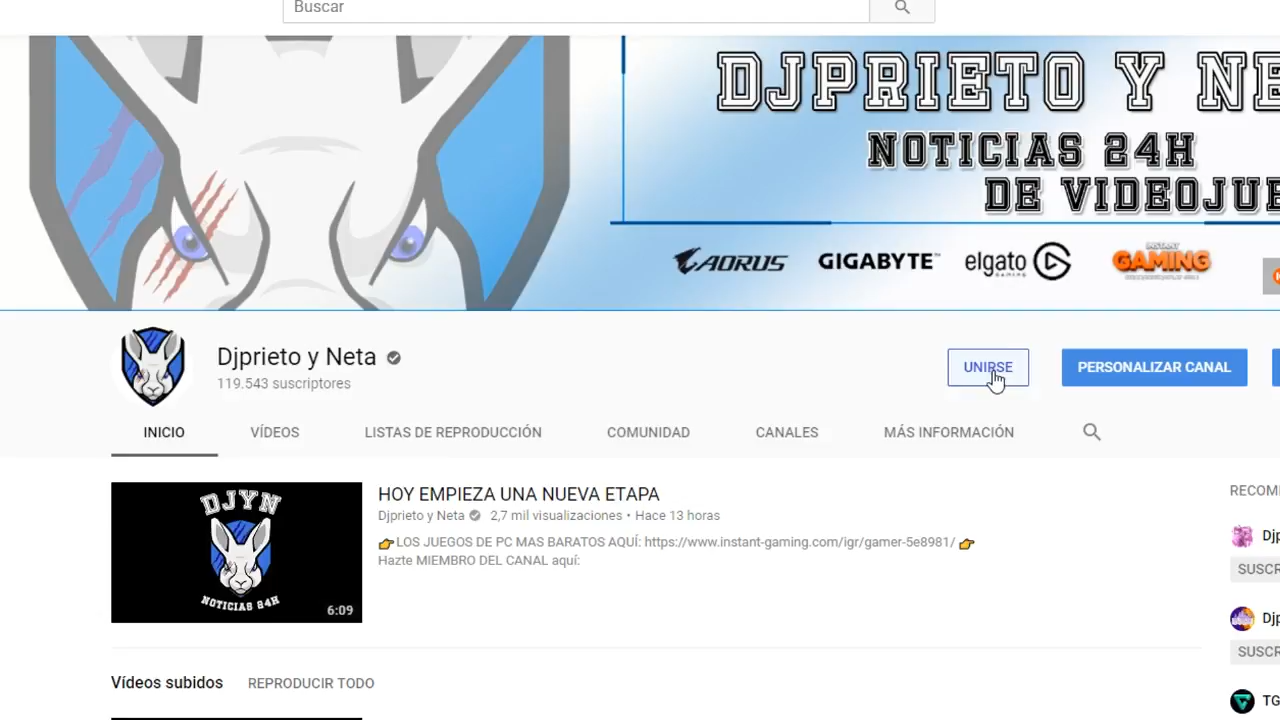 Buscar
DJPRIETO Y NE
NOTICIAS 24H
DE VIDEOJUE
AORUS
GIGABYTE™
elgato
GAMING
INSTANT
GAMING
Djprieto y Neta
119.543 suscriptores
UNIRSE
PERSONALIZAR CANAL
INICIO
VÍDEOS
LISTAS DE REPRODUCCIÓN
COMUNIDAD
CANALES
MÁS INFORMACIÓN
DJYN
NOTICIAS 24H
6:09
HOY EMPIEZA UNA NUEVA ETAPA
Djprieto y Neta 2,7 mil visualizaciones • Hace 13 horas
👉LOS JUEGOS DE PC MAS BARATOS AQUÍ: https://www.instant-gaming.com/igr/gamer-5e8981/ 👉
Hazte MIEMBRO DEL CANAL aquí:
RECOM
Djp
SUSCR
Djp
SUSCR
TG
Vídeos subidos
REPRODUCIR TODO